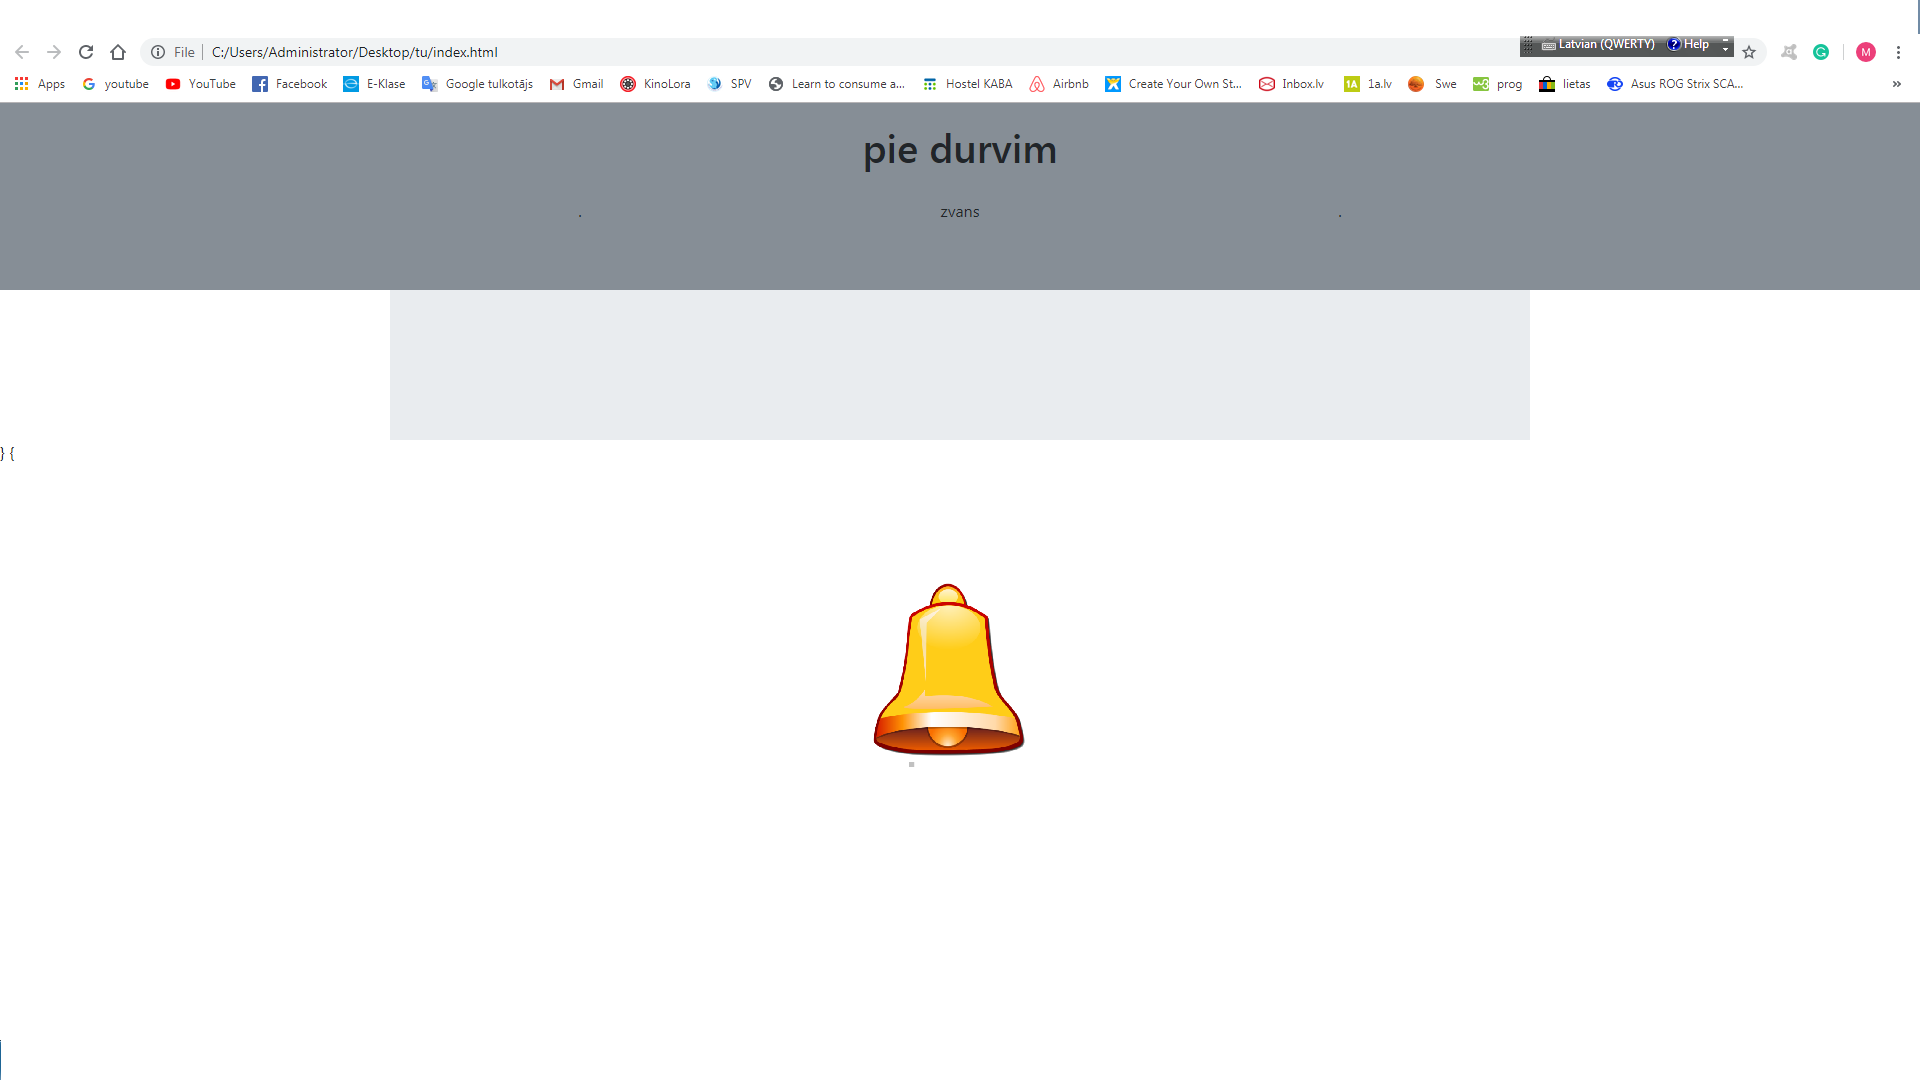 File C:/Users/Administrator/Desktop/tu/index.html Latvian (QWERTY) ? Help M
Apps youtube YouTube Facebook E-Klase Google tulkotājs Gmail KinoLora SPV Learn to consume a... Hostel KABA Airbnb Create Your Own St... Inbox.lv 1A 1a.lv Swe w3 prog lietas Asus ROG Strix SCA... »
pie durvim
. zvans .
} {